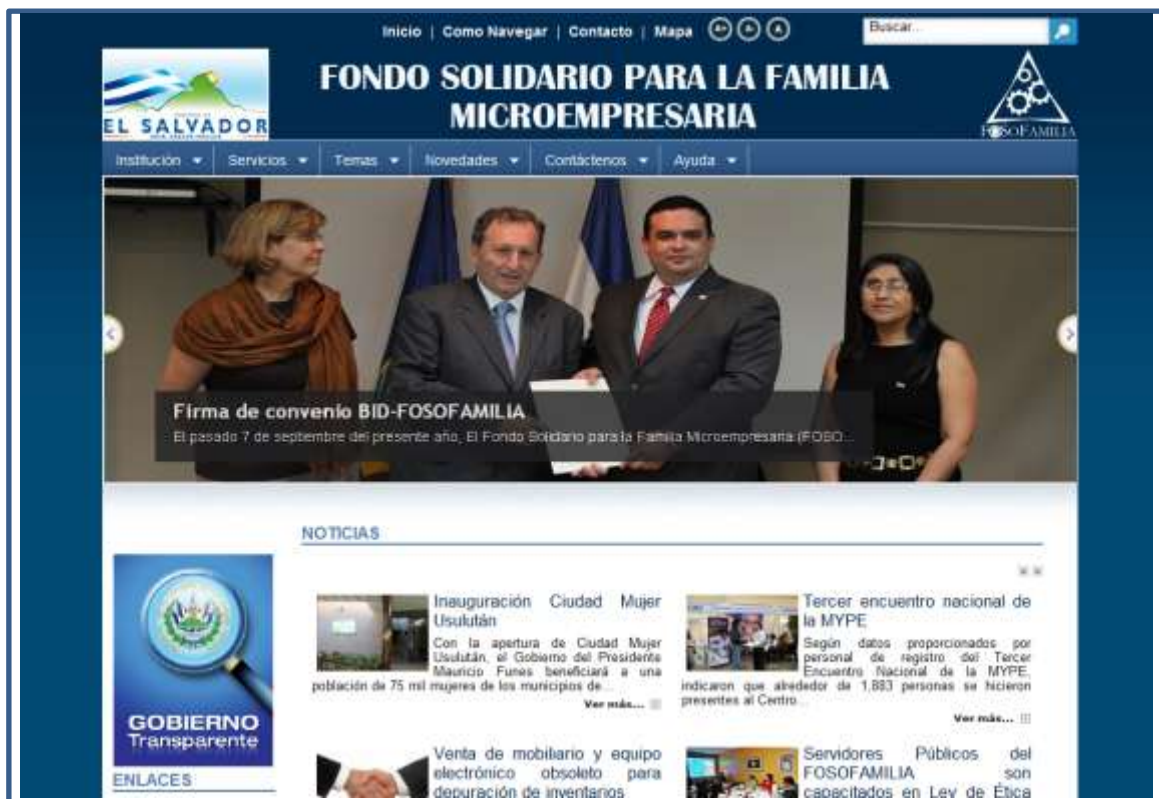 Inicio | Como Navegar | Contacto | Mapa A+ A- A
Buscar...
EL SALVADOR
FONDO SOLIDARIO PARA LA FAMILIA
MICROEMPRESARIA
FOSOFAMILIA
Institución Servicios Temas Novedades Contáctenos Ayuda
Firma de convenio BID-FOSOFAMILIA
El pasado 7 de septiembre del presente año, El Fondo Solidario para la Familia Microempresaria (FOSO...
NOTICIAS
Inauguración Ciudad Mujer
Usulután
Con la apertura de Ciudad Mujer
Usulután, el Gobierno del Presidente
Mauricio Funes beneficiará a una
población de 75 mil mujeres de los municipios de...
Ver más...
Tercer encuentro nacional de
la MYPE
Según datos proporcionados por
personal de registro del Tercer
Encuentro Nacional de la MYPE,
indicaron que alrededor de 1,883 personas se hicieron
presentes al Centro...
Ver más...
GOBIERNO
Transparente
ENLACES
Venta de mobiliario y equipo
electrónico obsoleto para
depuración de inventarios
Servidores Públicos del
FOSOFAMILIA son
capacitados en Ley de Ética